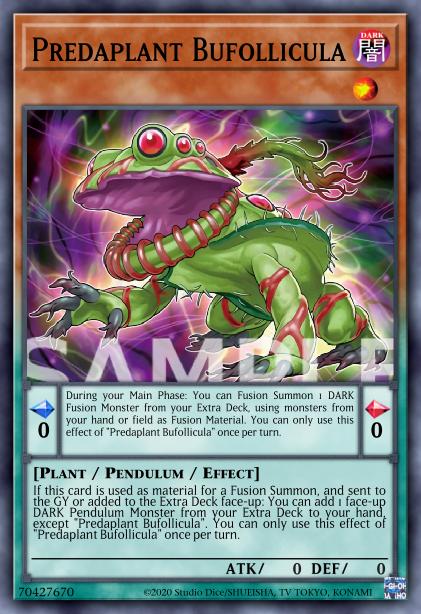 PREDAPLANT BUFOLLICULA
DARK
闇
SAMPLE
During your Main Phase: You can Fusion Summon 1 DARK
Fusion Monster from your Extra Deck, using monsters from
your hand or field as Fusion Material. You can only use this
effect of "Predaplant Bufollicula" once per turn.
0
0
[PLANT / PENDULUM / EFFECT]
If this card is used as material for a Fusion Summon, and sent to
the GY or added to the Extra Deck face-up: You can add 1 face-up
DARK Pendulum Monster from your Extra Deck to your hand,
except "Predaplant Bufollicula". You can only use this effect of
"Predaplant Bufollicula" once per turn.
ATK/ 0 DEF/ 0
70427670
©2020 Studio Dice/SHUEISHA, TV TOKYO, KONAMI